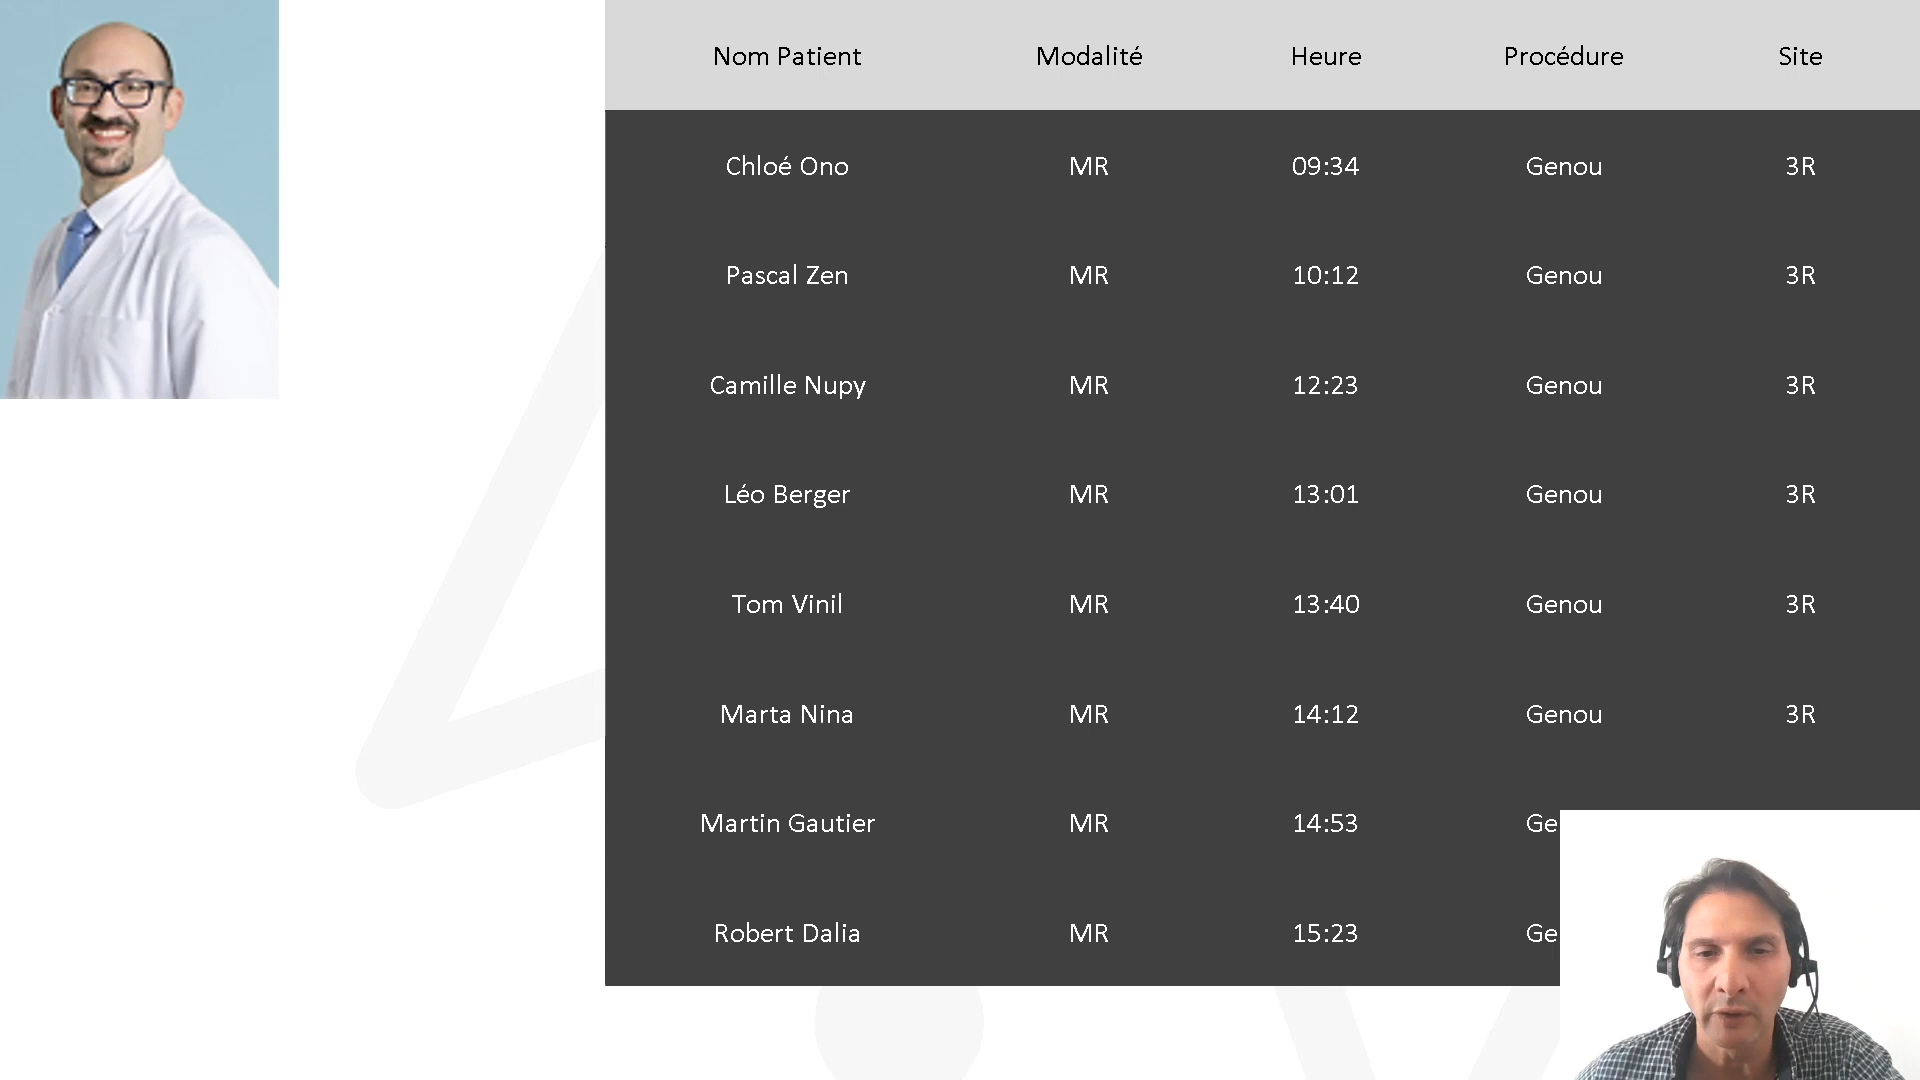 Nom Patient Modalité Heure Procédure Site
Chloé Ono MR 09:34 Genou 3R
Pascal Zen MR 10:12 Genou 3R
Camille Nupy MR 12:23 Genou 3R
Léo Berger MR 13:01 Genou 3R
Tom Vinil MR 13:40 Genou 3R
Marta Nina MR 14:12 Genou 3R
Martin Gautier MR 14:53 Ge
Robert Dalia MR 15:23 Ge